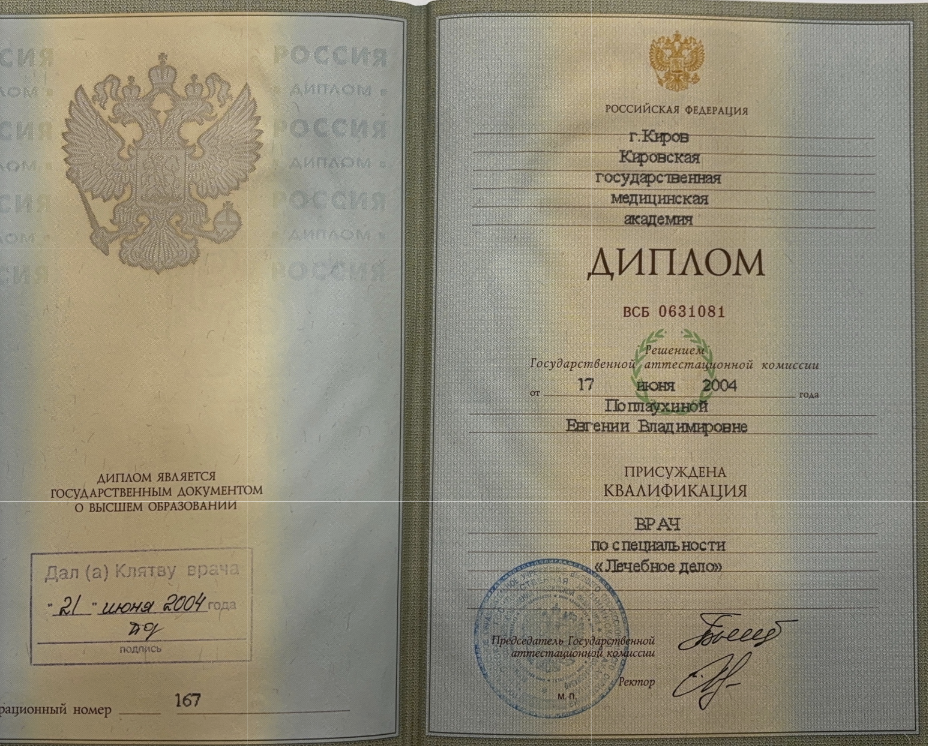 РОССИЯ
ДИПЛОМ
РОССИЯ
ДИПЛОМ
РОССИЯ
ДИПЛОМ
РОССИЯ
ДИПЛОМ ЯВЛЯЕТСЯ
ГОСУДАРСТВЕННЫМ ДОКУМЕНТОМ
О ВЫСШЕМ ОБРАЗОВАНИИ
Дал (а) Клятву врача
"21" июня 2004 года
подпись
рационный номер 167
РОССИЙСКАЯ ФЕДЕРАЦИЯ
г.Киров
Кировская
государственная
медицинская
академия
ДИПЛОМ
ВСБ 0631081
Решением
Государственной аттестационной комиссии
от 17 июня 2004 года
Поплаухиной
Евгении Владимировне
ПРИСУЖДЕНА
КВАЛИФИКАЦИЯ
ВРАЧ
по специальности
«Лечебное дело»
Председатель Государственной
аттестационной комиссии
Ректор
М.П.